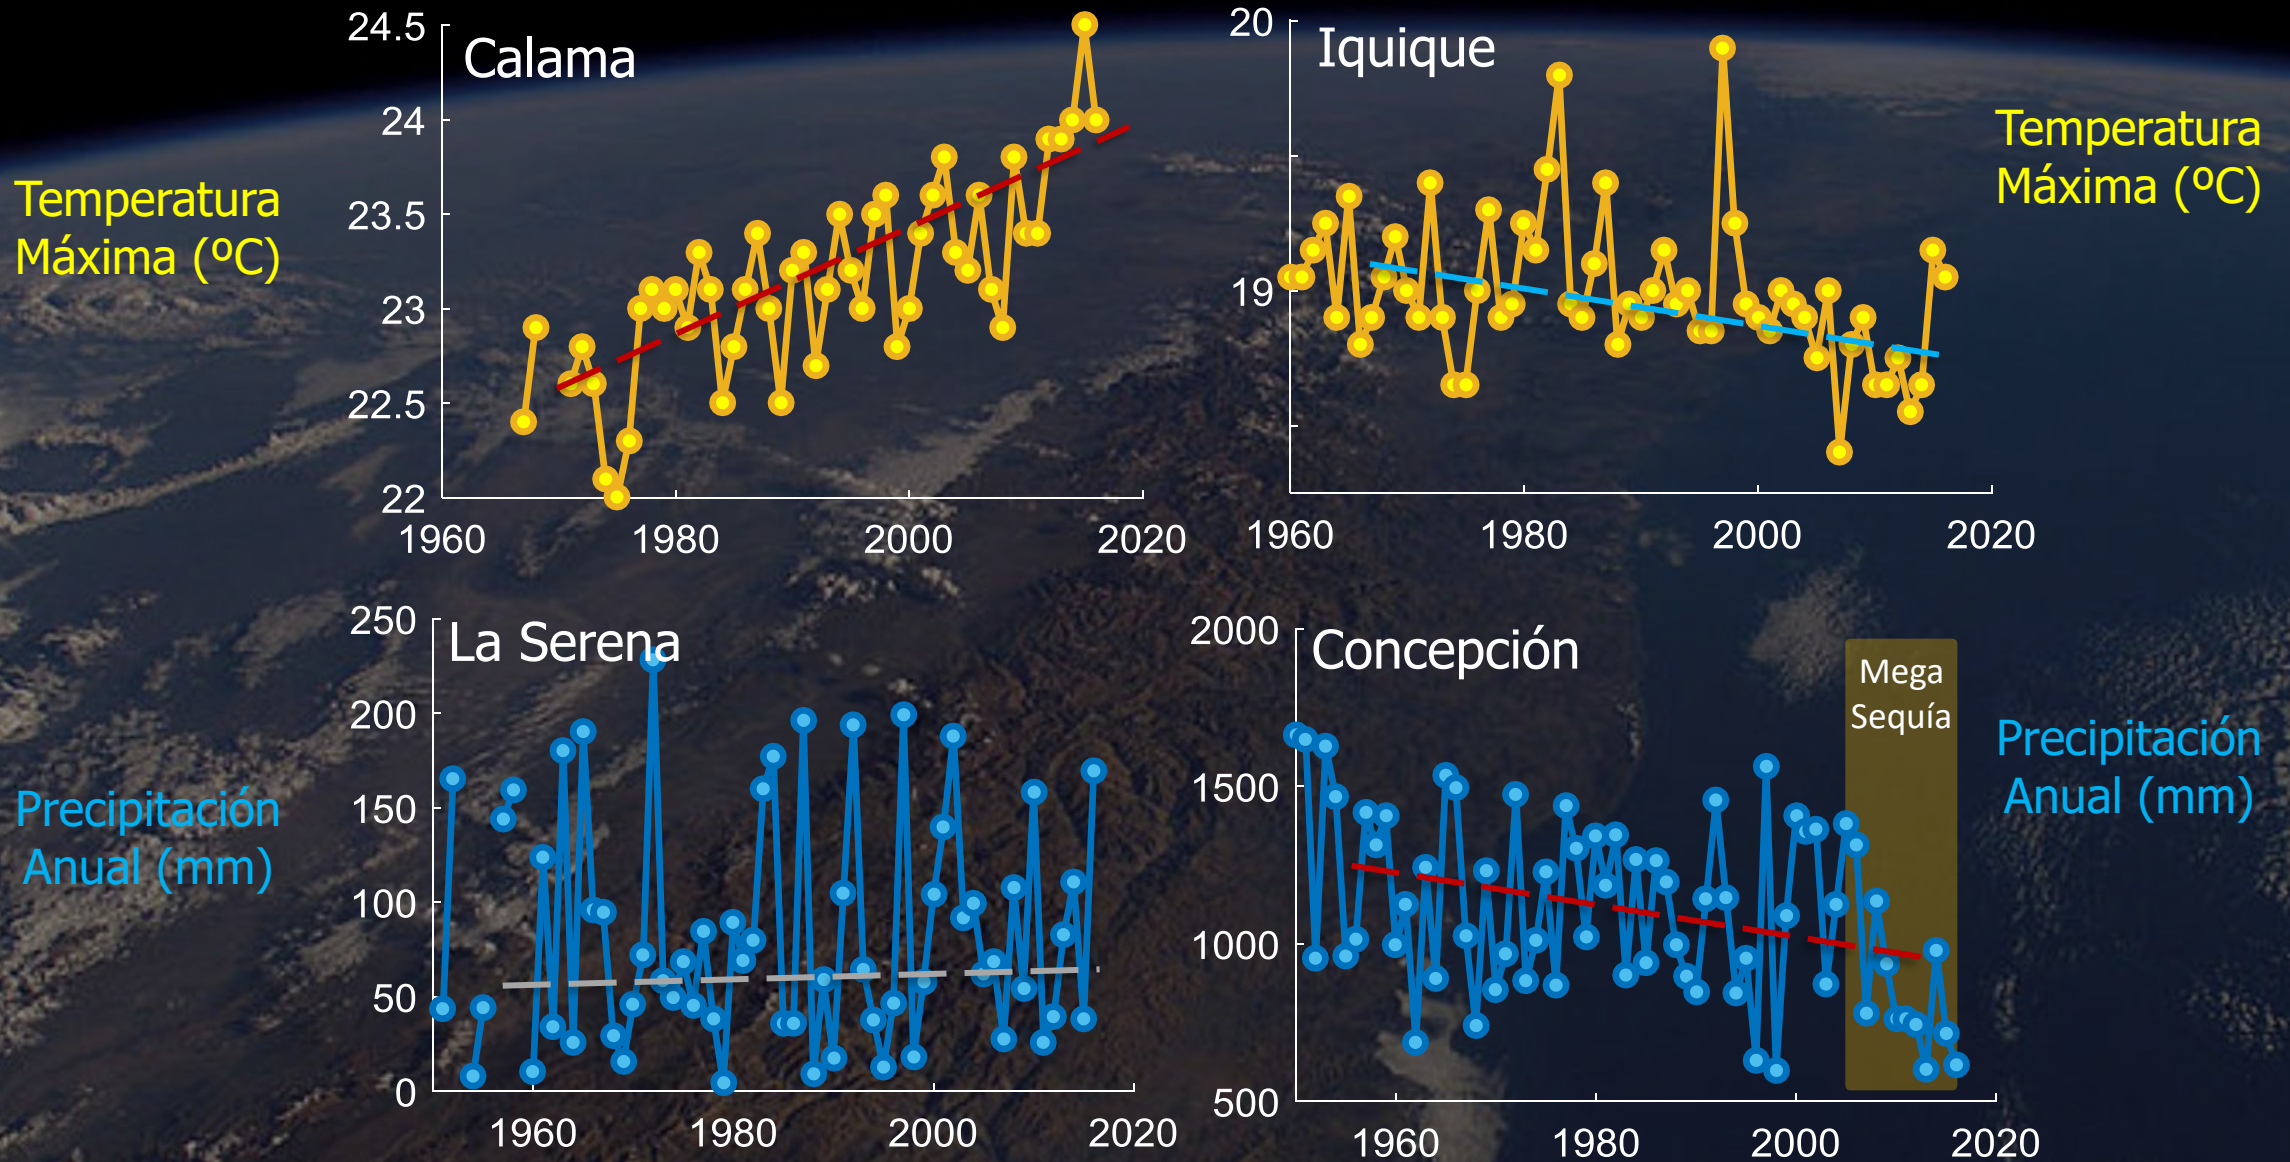 Calama
24.5
24
23.5
23
22.5
22
1960
1980
2000
2020
Temperatura
Máxima (ºC)
Iquique
20
19
1960
1980
2000
2020
Temperatura
Máxima (ºC)
La Serena
250
200
150
100
50
0
1960
1980
2000
2020
Precipitación
Anual (mm)
Concepción
2000
1500
1000
500
1960
1980
2000
2020
Mega
Sequía
Precipitación
Anual (mm)